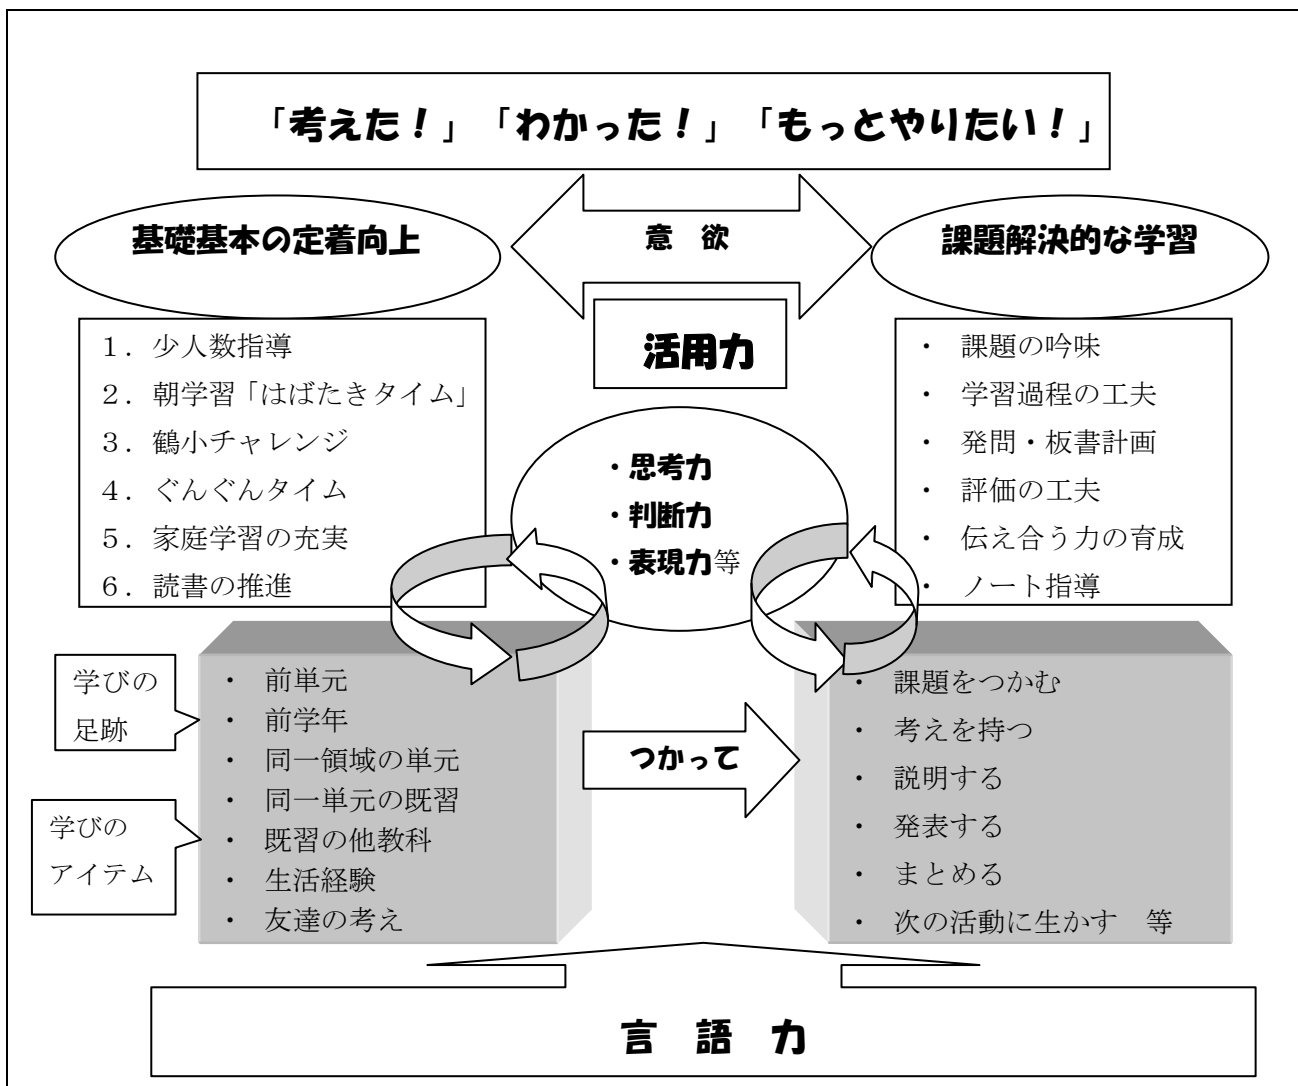 「考えた！」「わかった！」「もっとやりたい！」
意　欲
基礎基本の定着向上
課題解決的な学習
活用力
１．少人数指導
２．朝学習「はばたきタイム」
３．鶴小チャレンジ
４．ぐんぐんタイム
５．家庭学習の充実
６．読書の推進
・思考力
・判断力
・表現力等
・　課題の吟味
・　学習過程の工夫
・　発問・板書計画
・　評価の工夫
・　伝え合う力の育成
・　ノート指導
学びの
足跡
学びの
アイテム
・　前単元
・　前学年
・　同一領域の単元
・　同一単元の既習
・　既習の他教科
・　生活経験
・　友達の考え
つかって
・　課題をつかむ
・　考えを持つ
・　説明する
・　発表する
・　まとめる
・　次の活動に生かす　等
言　語　力